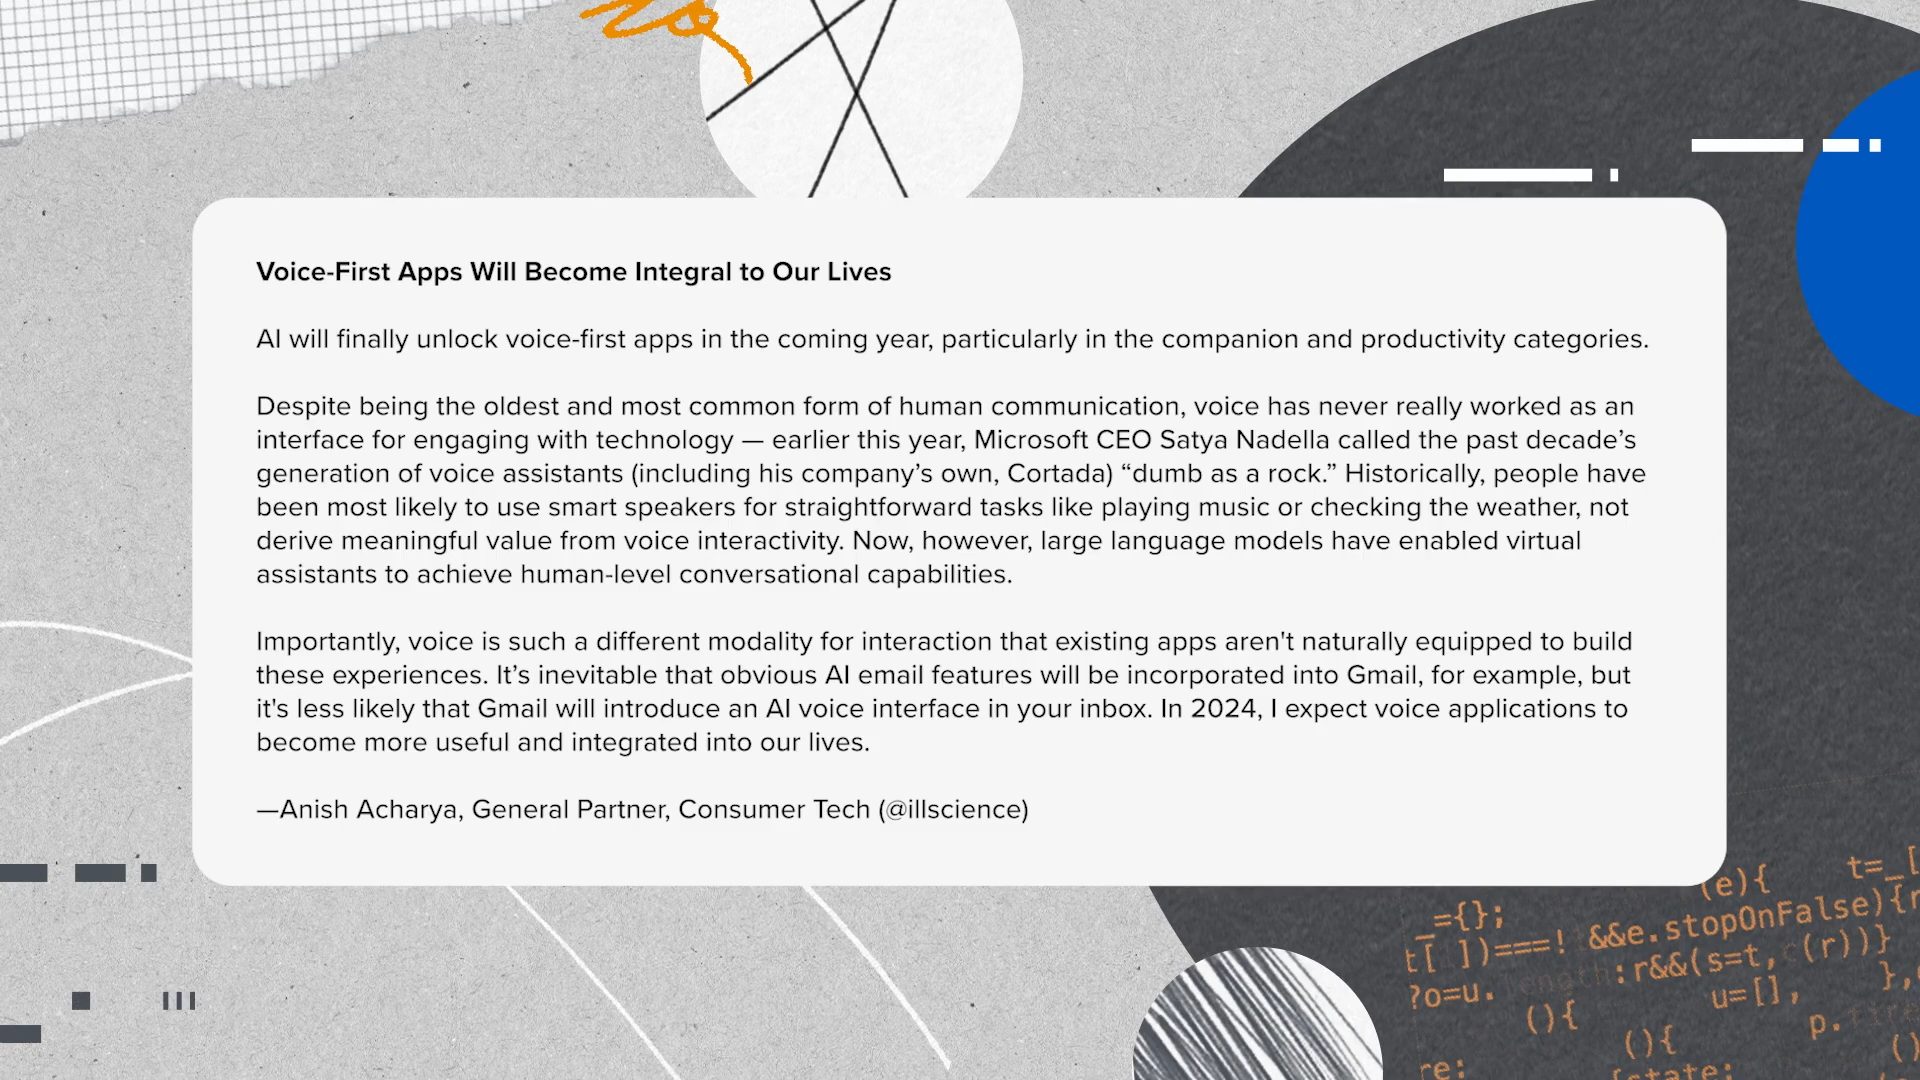 Voice-First Apps Will Become Integral to Our Lives
AI will finally unlock voice-first apps in the coming year, particularly in the companion and productivity categories.
Despite being the oldest and most common form of human communication, voice has never really worked as an
interface for engaging with technology — earlier this year, Microsoft CEO Satya Nadella called the past decade’s
generation of voice assistants (including his company’s own, Cortada) “dumb as a rock.” Historically, people have
been most likely to use smart speakers for straightforward tasks like playing music or checking the weather, not
derive meaningful value from voice interactivity. Now, however, large language models have enabled virtual
assistants to achieve human-level conversational capabilities.
Importantly, voice is such a different modality for interaction that existing apps aren't naturally equipped to build
these experiences. It’s inevitable that obvious AI email features will be incorporated into Gmail, for example, but
it's less likely that Gmail will introduce an AI voice interface in your inbox. In 2024, I expect voice applications to
become more useful and integrated into our lives.
—Anish Acharya, General Partner, Consumer Tech (@illscience)
(e){ t=_[
_={};
])===! &&e.stopOnFalse){r
:r&&(s=t, (r))}
?o=u. u=[], },
(){ p.
(){ ()
re: {state: